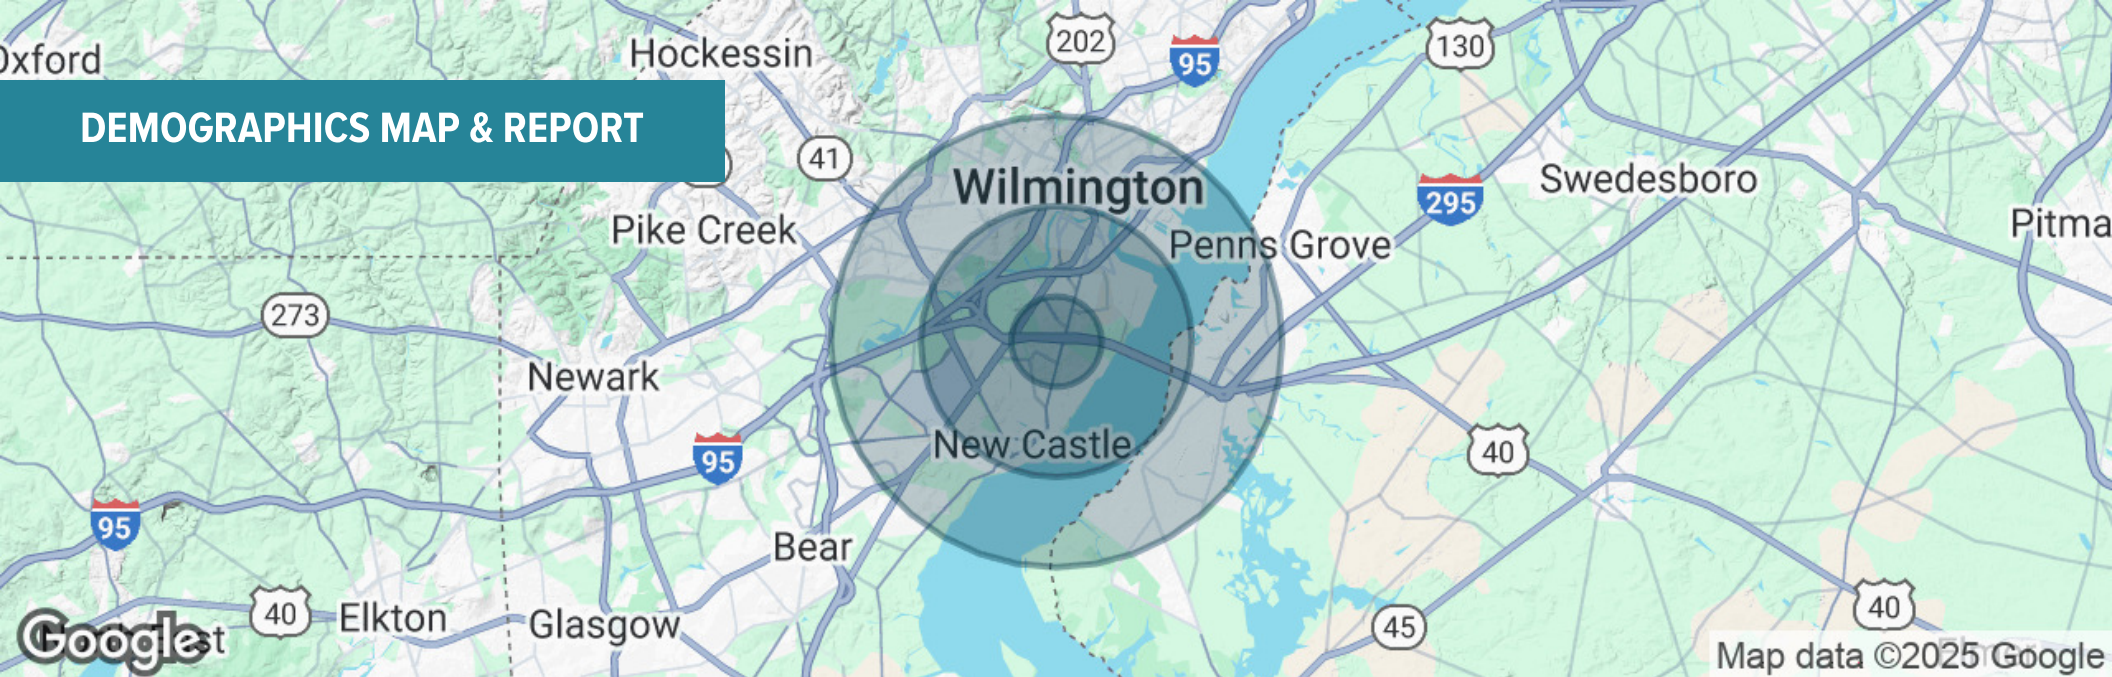 Oxford
Hockessin
202
95
130
DEMOGRAPHICS MAP & REPORT
41
Wilmington
295
Swedesboro
Pike Creek
Penns Grove
Pitma
273
Newark
95
New Castle
40
95
Bear
40
Elkton
Glasgow
45
40
Google
Map data ©2025 Google